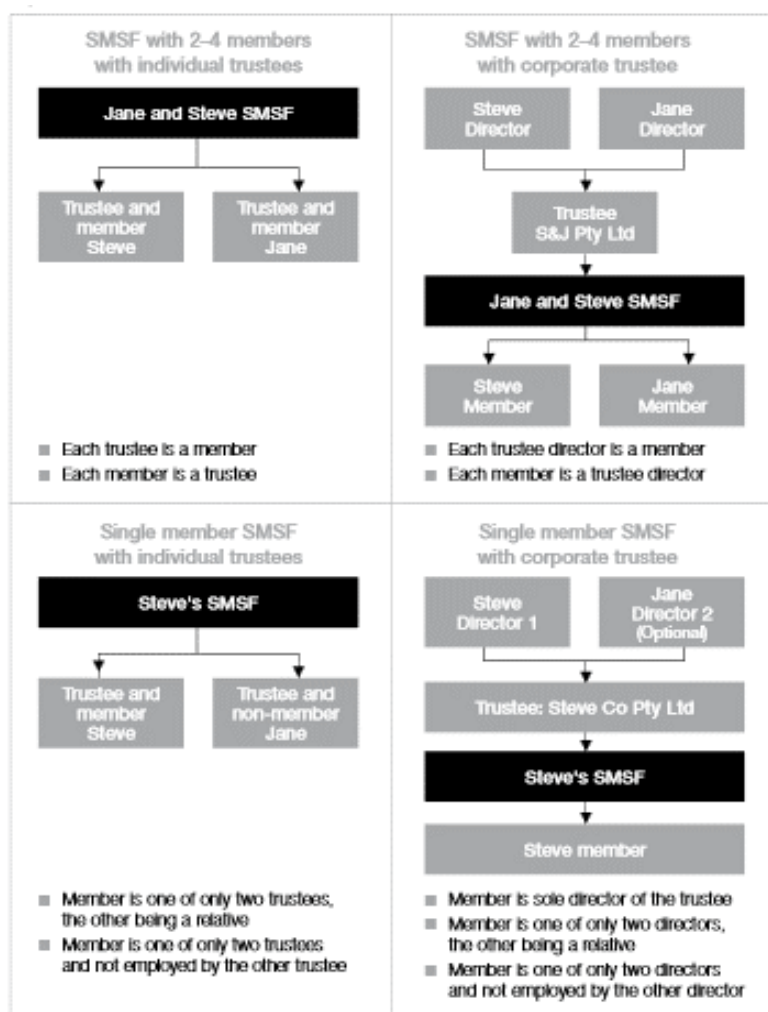 SMSF with 2–4 members
with individual trustees
Jane and Steve SMSF
Trustee and
member
Steve
Trustee and
member
Jane
Each trustee is a member
Each member is a trustee
SMSF with 2–4 members
with corporate trustee
Steve
Director
Jane
Director
Trustee
S&J Pty Ltd
Jane and Steve SMSF
Steve
Member
Jane
Member
Each trustee director is a member
Each member is a trustee director
Single member SMSF
with individual trustees
Steve's SMSF
Trustee and
member
Steve
Trustee and
non-member
Jane
Member is one of only two trustees,
the other being a relative
Member is one of only two trustees
and not employed by the other trustee
Single member SMSF
with corporate trustee
Steve
Director 1
Jane
Director 2
(Optional)
Trustee: Steve Co Pty Ltd
Steve's SMSF
Steve member
Member is sole director of the trustee
Member is one of only two directors,
the other being a relative
Member is one of only two directors
and not employed by the other director